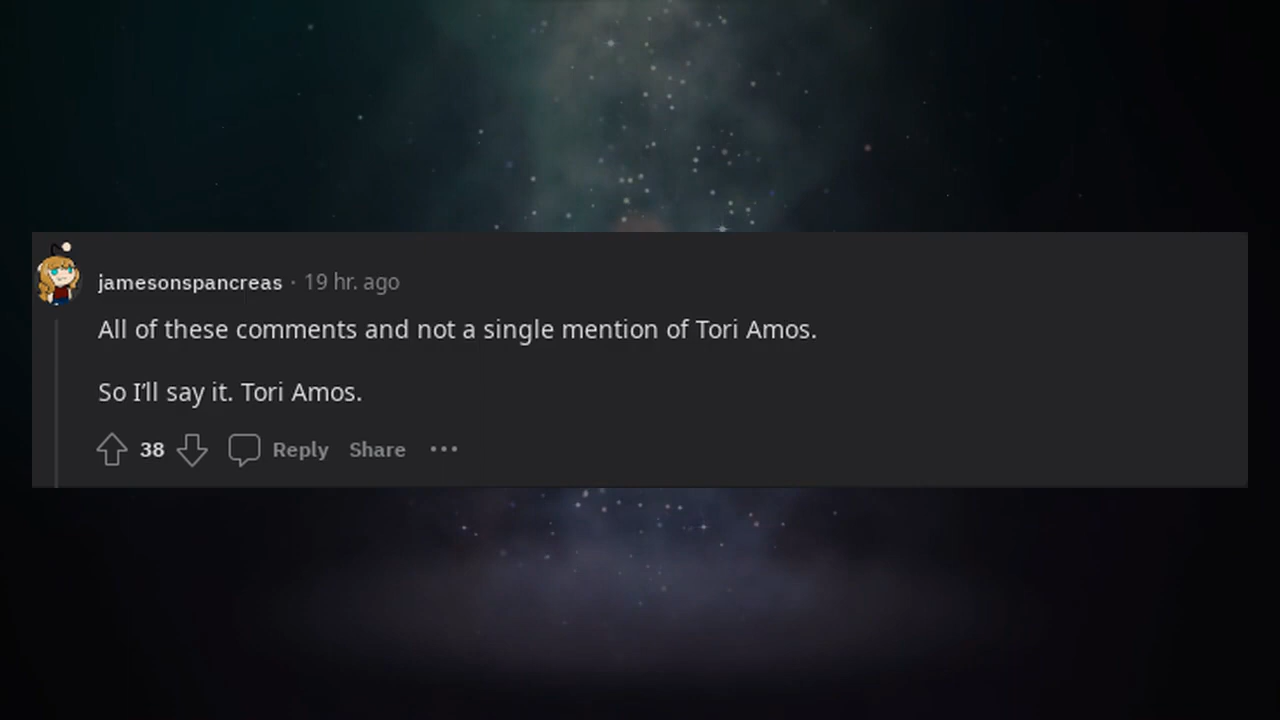 jamesonspancreas · 19 hr. ago
All of these comments and not a single mention of Tori Amos.
So I’ll say it. Tori Amos.
38 Reply Share •••